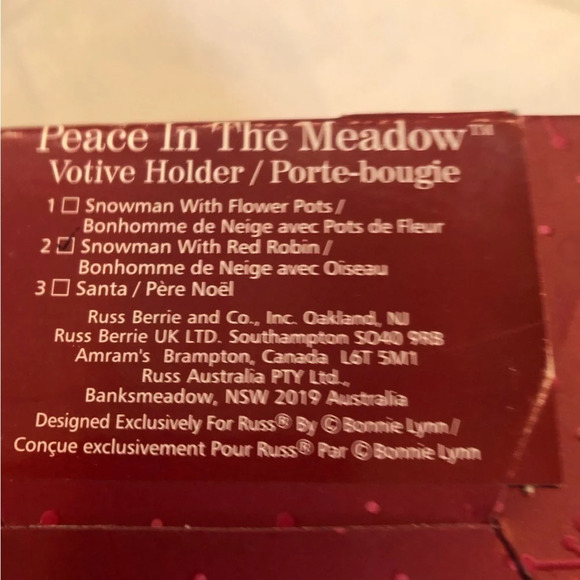 Peace In The Meadow™
Votive Holder / Porte-bougie
1 ☐ Snowman With Flower Pots /
Bonhomme de Neige avec Pots de Fleur
2 ☑ Snowman With Red Robin /
Bonhomme de Neige avec Oiseau
3 ☐ Santa / Père Noël
Russ Berrie and Co., Inc. Oakland, NJ
Russ Berrie UK LTD. Southampton SO40 9RB
Amram's Brampton, Canada L6T 5M1
Russ Australia PTY Ltd.,
Banksmeadow, NSW 2019 Australia
Designed Exclusively For Russ® By © Bonnie Lynn /
Conçue exclusivement Pour Russ® Par © Bonnie Lynn